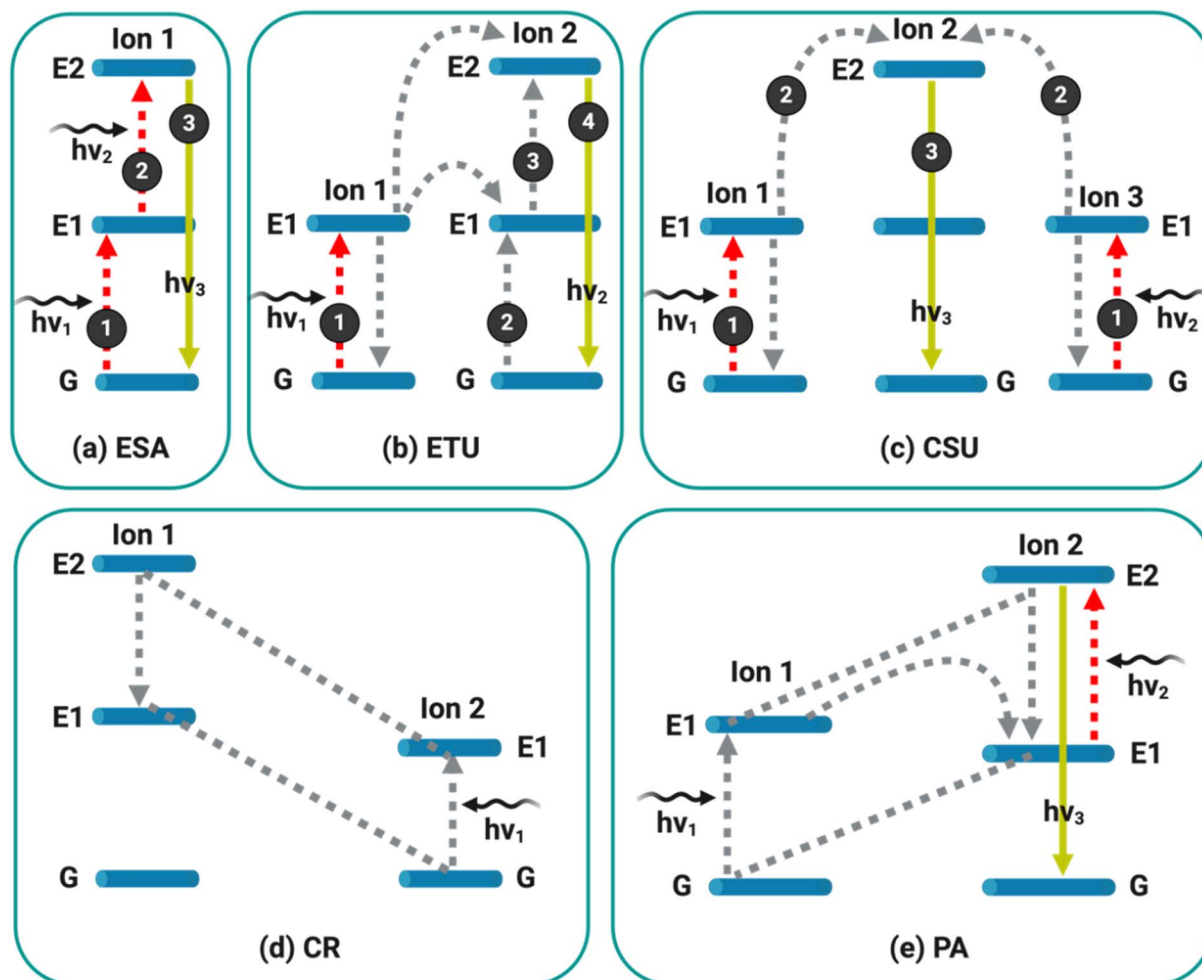 Ion 1
E2
hv₂
3
2
E1
hv₃
hv₁
1
G
(a) ESA
Ion 2
E2
4
3
Ion 1
E1
E1
hv₂
hv₁
1
2
G
G
(b) ETU
Ion 2
E2
2
2
3
Ion 1
Ion 3
E1
E1
hv₁
hv₃
hv₂
1
1
G
G
G
(c) CSU
Ion 1
E2
E1
Ion 2
E1
hv₁
G
G
(d) CR
Ion 2
E2
Ion 1
hv₂
E1
E1
hv₁
hv₃
G
G
(e) PA